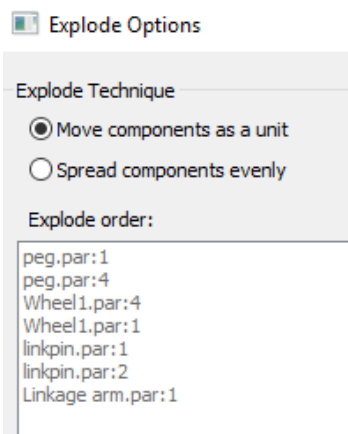 Explode Options
Explode Technique
Move components as a unit
Spread components evenly
Explode order:
peg.par:1
peg.par:4
Wheel1.par:4
Wheel1.par:1
linkpin.par:1
linkpin.par:2
Linkage arm.par:1